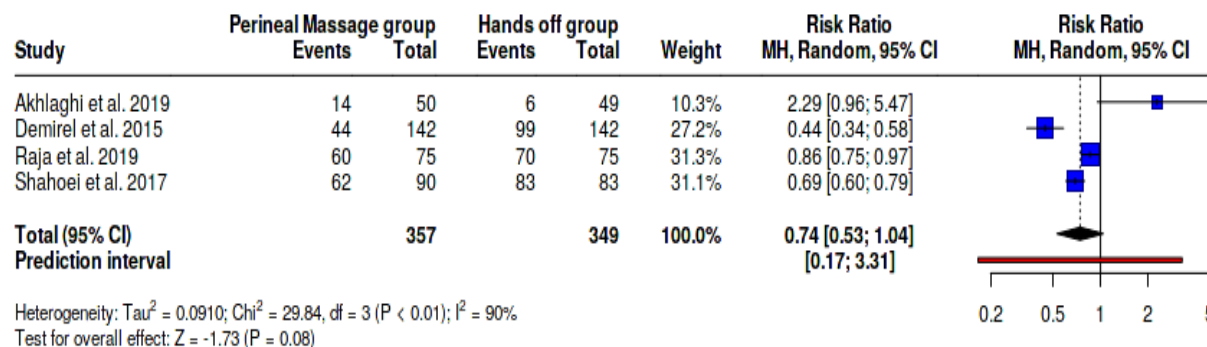 Perineal Massage group Hands off group Risk Ratio Risk Ratio
Study Events Total Events Total Weight MH, Random, 95% CI MH, Random, 95% CI
Akhlaghi et al. 2019 14 50 6 49 10.3% 2.29 [0.96; 5.47]
Demirel et al. 2015 44 142 99 142 27.2% 0.44 [0.34; 0.58]
Raja et al. 2019 60 75 70 75 31.3% 0.86 [0.75; 0.97]
Shahoei et al. 2017 62 90 83 83 31.1% 0.69 [0.60; 0.79]
Total (95% CI) 357 349 100.0% 0.74 [0.53; 1.04]
Prediction interval [0.17; 3.31]
Heterogeneity: Tau² = 0.0910; Chi² = 29.84, df = 3 (P < 0.01); I² = 90%
0.2 0.5 1 2 5
Test for overall effect: Z = -1.73 (P = 0.08)